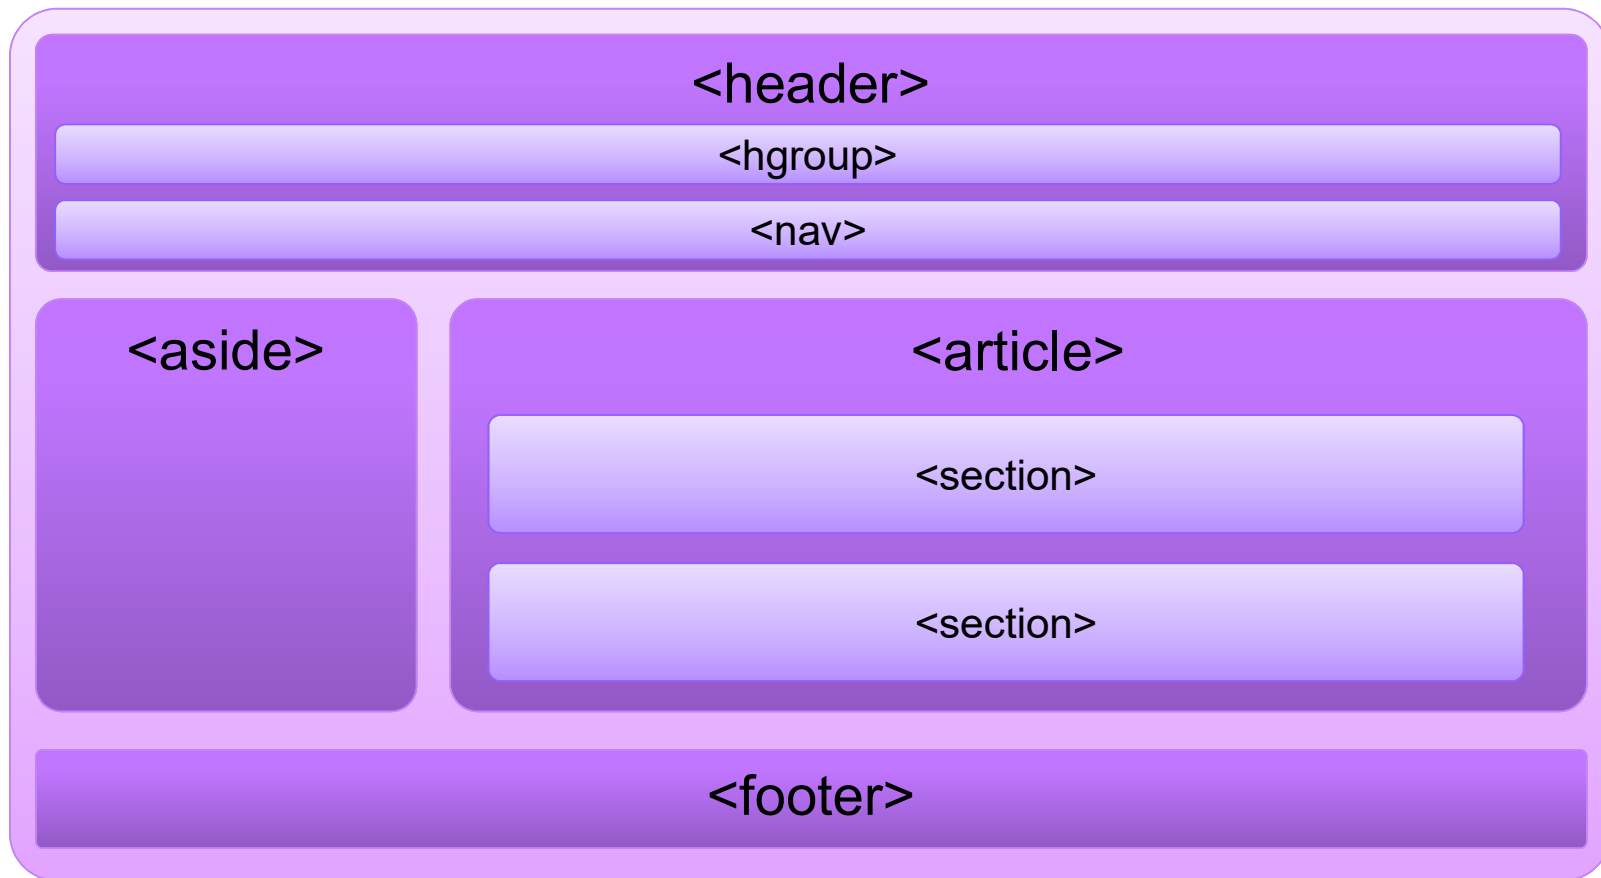 <header>
<hgroup>
<nav>
<aside>
<article>
<section>
<section>
<footer>